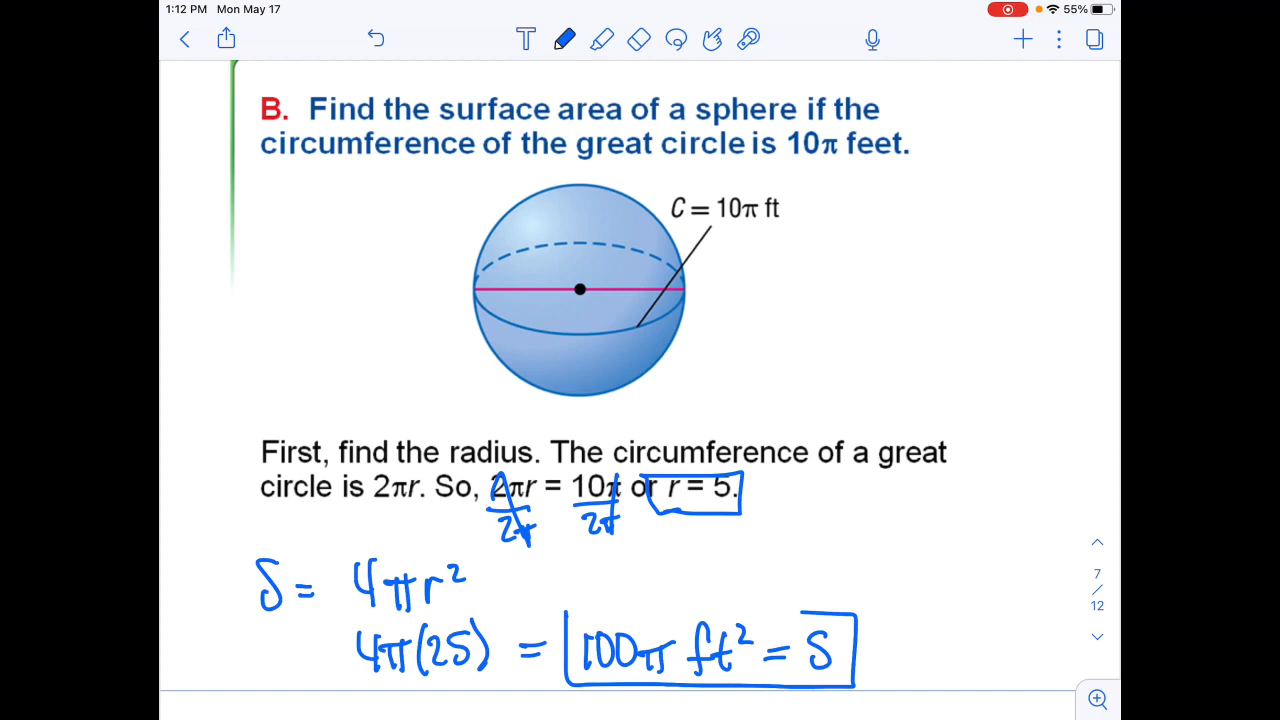 1:12 PM Mon May 17
55%
T
B. Find the surface area of a sphere if the
circumference of the great circle is 10π feet.
C = 10π ft
First, find the radius. The circumference of a great
circle is 2πr. So, 2πr = 10π or r = 5.
2π 2π
S = 4πr²
4π(25) = 100π ft² = S
7
/
12